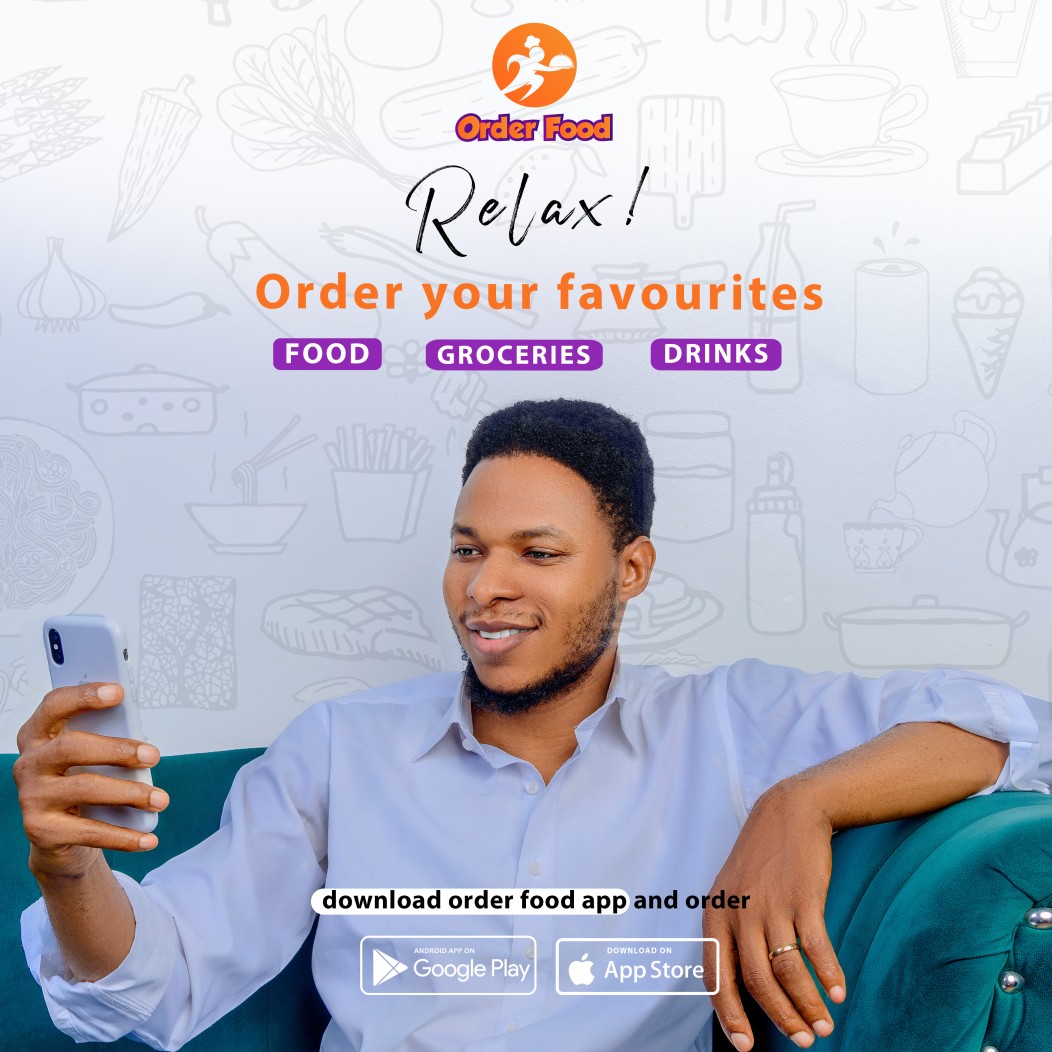 Order Food
Relax!
Order your favourites
FOOD GROCERIES DRINKS
download order food app and order
ANDROID APP ON
Google Play
DOWNLOAD ON
App Store